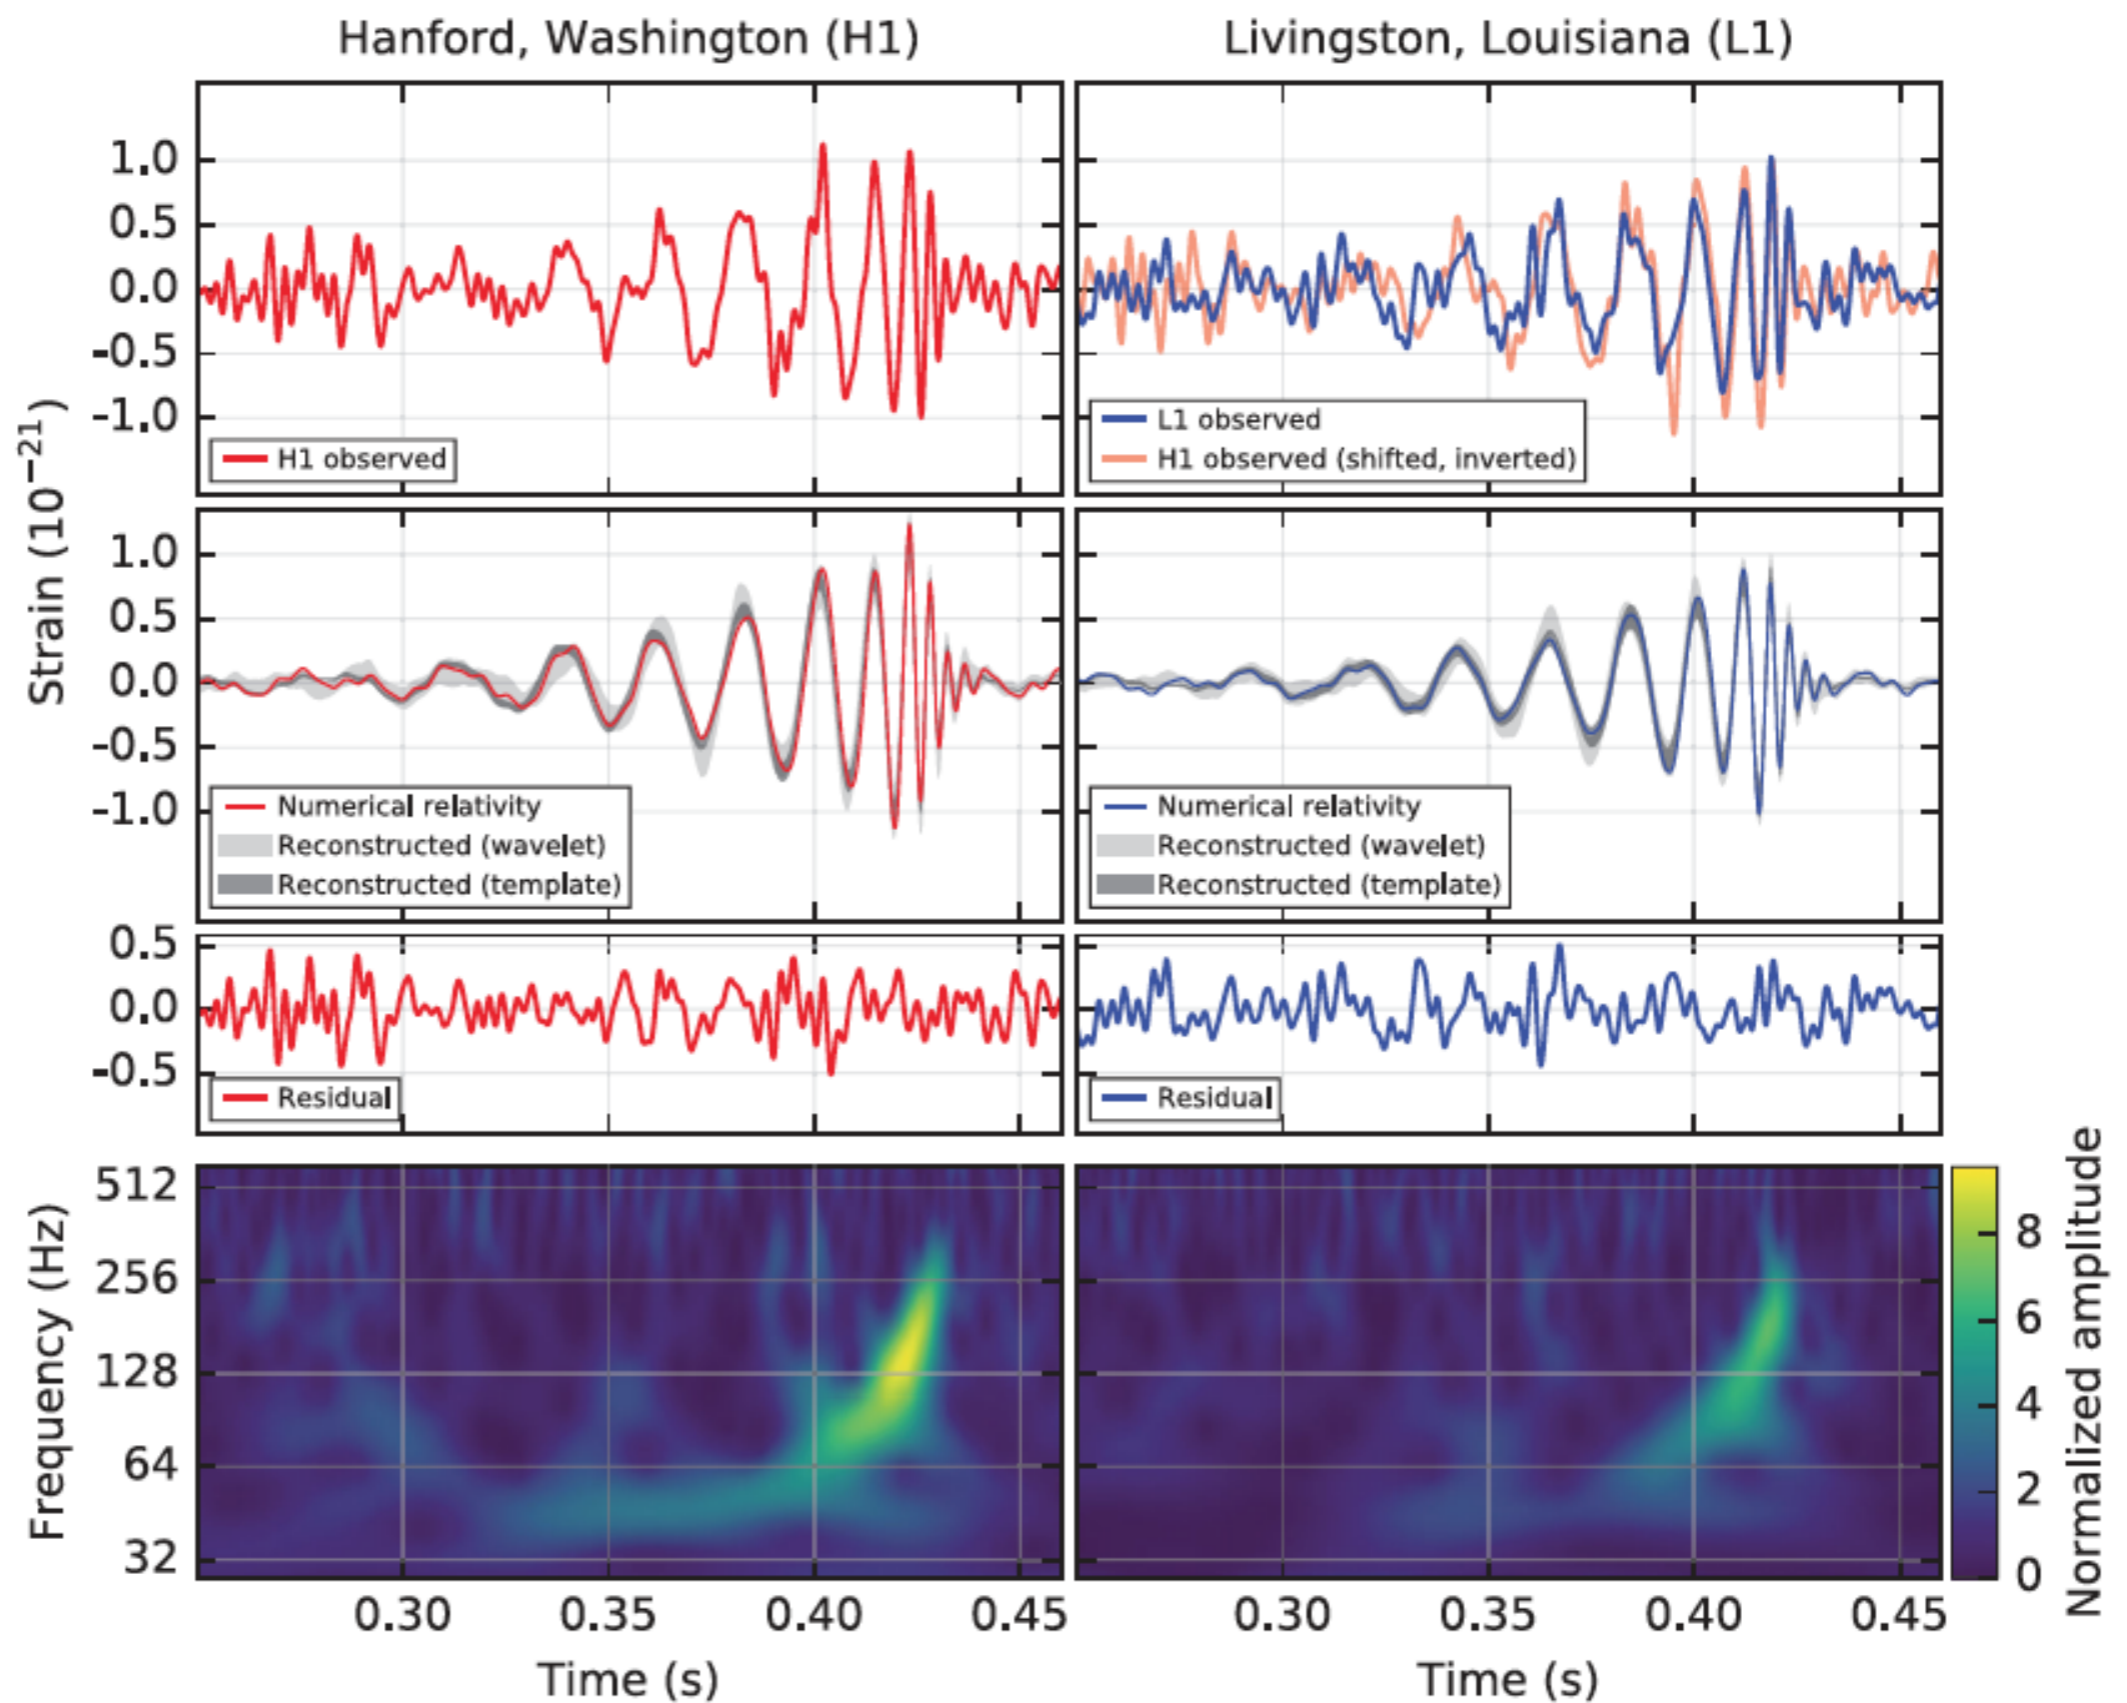 Hanford, Washington (H1)
Livingston, Louisiana (L1)
Strain (10⁻²¹)
1.0
0.5
0.0
-0.5
-1.0
H1 observed
L1 observed
H1 observed (shifted, inverted)
1.0
0.5
0.0
-0.5
-1.0
Numerical relativity
Reconstructed (wavelet)
Reconstructed (template)
Numerical relativity
Reconstructed (wavelet)
Reconstructed (template)
0.5
0.0
-0.5
Residual
Residual
Frequency (Hz)
512
256
128
64
32
Normalized amplitude
8
6
4
2
0
0.30 0.35 0.40 0.45
0.30 0.35 0.40 0.45
Time (s)
Time (s)